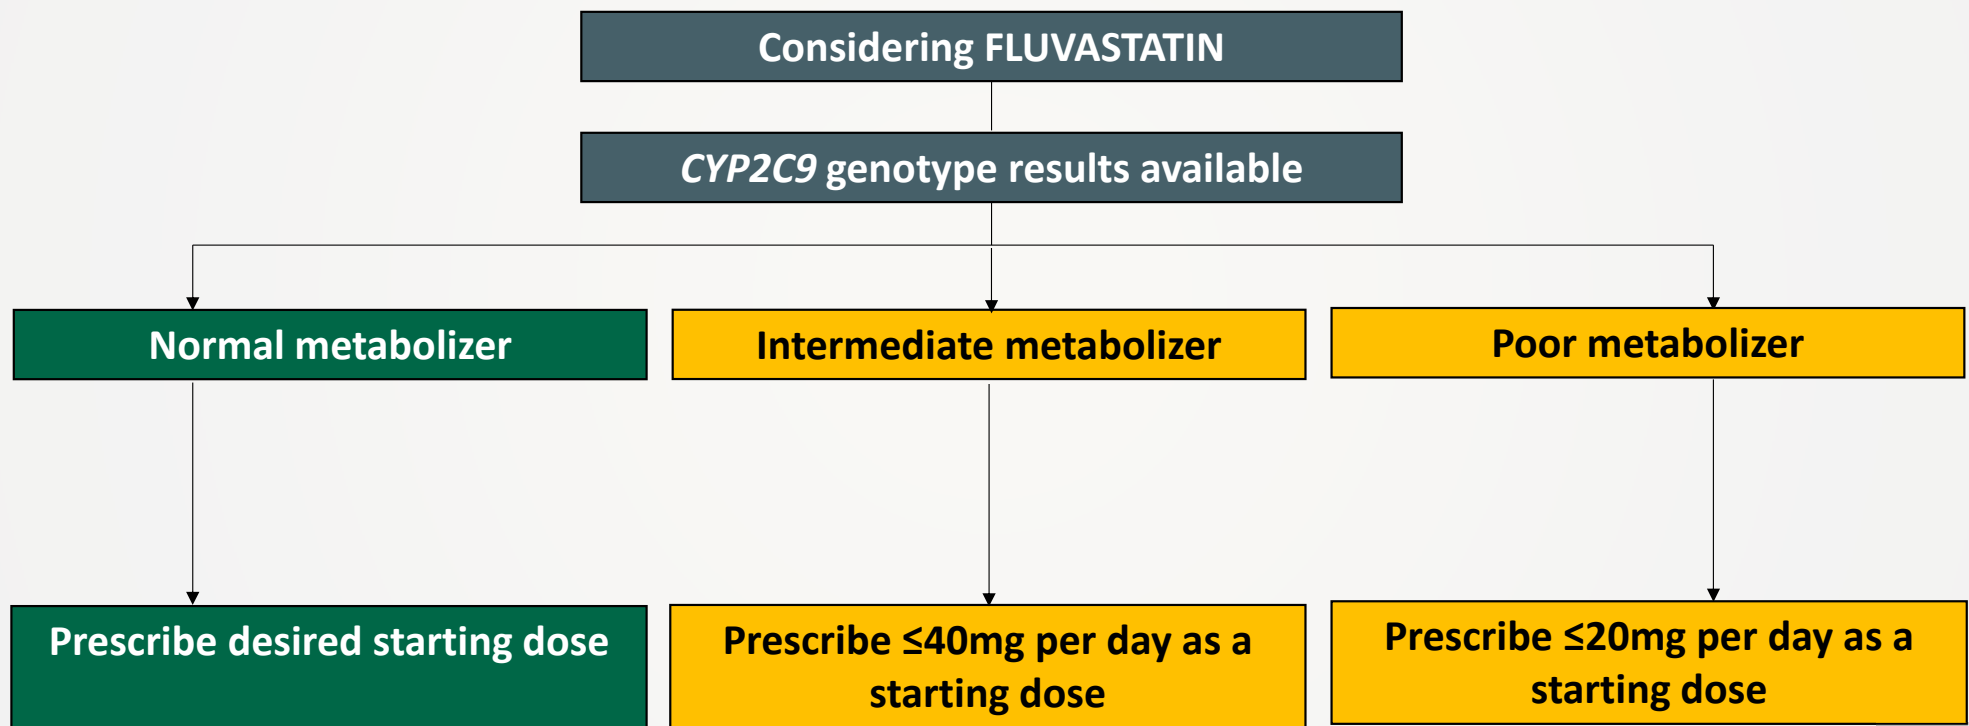 Considering FLUVASTATIN
CYP2C9 genotype results available
Normal metabolizer
Intermediate metabolizer
Poor metabolizer
Prescribe desired starting dose
Prescribe ≤40mg per day as a
starting dose
Prescribe ≤20mg per day as a
starting dose